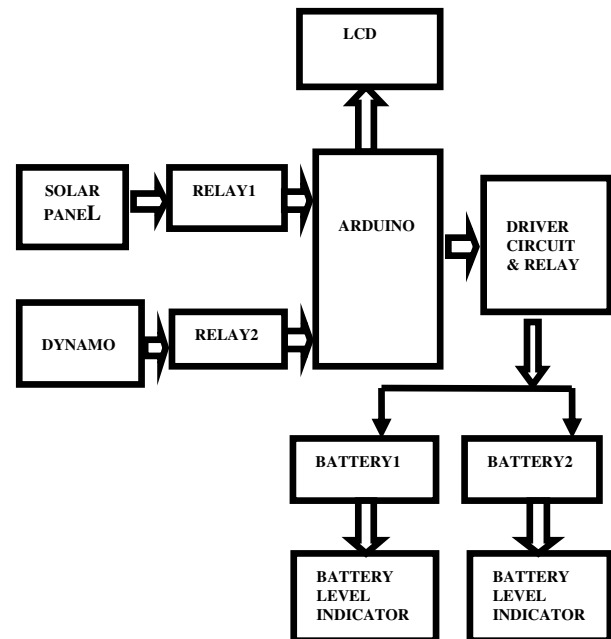 LCD
SOLAR
PANEL
RELAY1
ARDUINO
DRIVER
CIRCUIT
& RELAY
DYNAMO
RELAY2
BATTERY1
BATTERY2
BATTERY
LEVEL
INDICATOR
BATTERY
LEVEL
INDICATOR